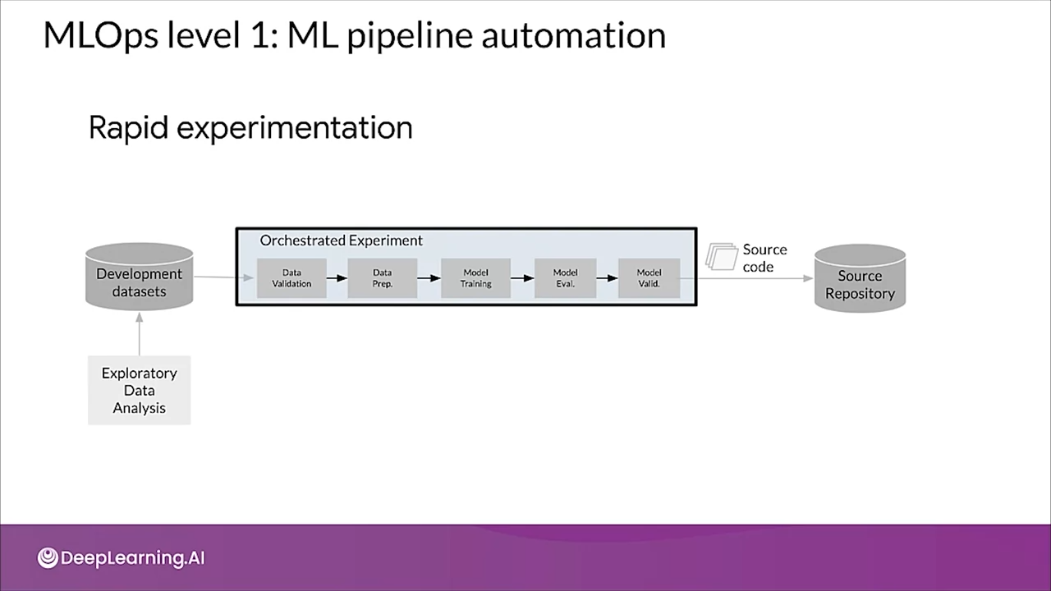 MLOps level 1: ML pipeline automation
Rapid experimentation
Orchestrated Experiment
Development
datasets
Data
Validation
Data
Prep.
Model
Training
Model
Eval.
Model
Valid.
Source
code
Source
Repository
Exploratory
Data
Analysis
DeepLearning.AI